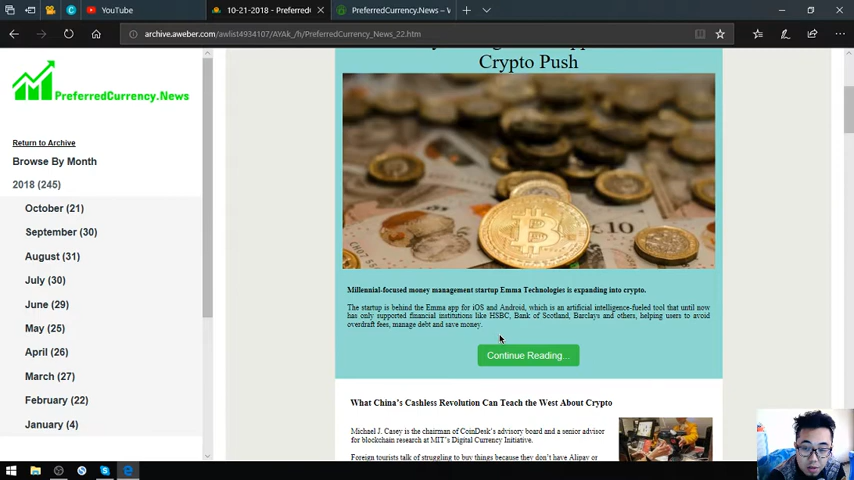 YouTube
10-21-2018 - Preferred
PreferredCurrency.News – W
archive.aweber.com/awlist4934107/AYAk_/h/PreferredCurrency_News_22.htm
PreferredCurrency.News
Return to Archive
Browse By Month
2018 (245)
October (21)
September (30)
August (31)
July (30)
June (29)
May (25)
April (26)
March (27)
February (22)
January (4)
Crypto Push
£10
Millennial-focused money management startup Emma Technologies is expanding into crypto.
The startup is behind the Emma app for iOS and Android, which is an artificial intelligence-fueled tool that until now
has only supported financial institutions like HSBC, Bank of Scotland, Barclays and others, helping users to avoid
overdraft fees, manage debt and save money.
Continue Reading...
What China's Cashless Revolution Can Teach the West About Crypto
Michael J. Casey is the chairman of CoinDesk's advisory board and a senior advisor
for blockchain research at MIT's Digital Currency Initiative.
Foreign tourists talk of struggling to buy things because they don't have Alipay or